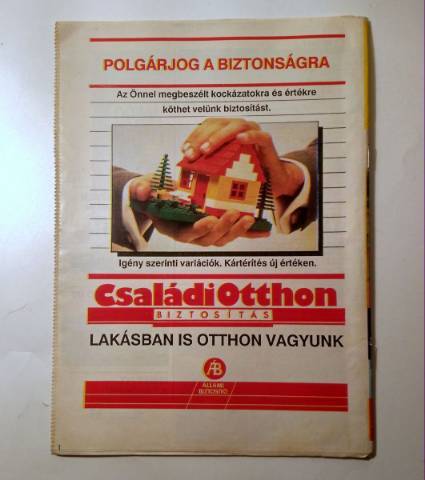 POLGÁRJOG A BIZTONSÁGRA
Az Önnel megbeszélt kockázatokra és értékre
köthet velünk biztosítást.
Igény szerinti variációk. Kártérítés új értéken.
CsaládiOtthon
BIZTOSÍTÁS
LAKÁSBAN IS OTTHON VAGYUNK
ÁB
ÁLLAMI
BIZTOSÍTÓ